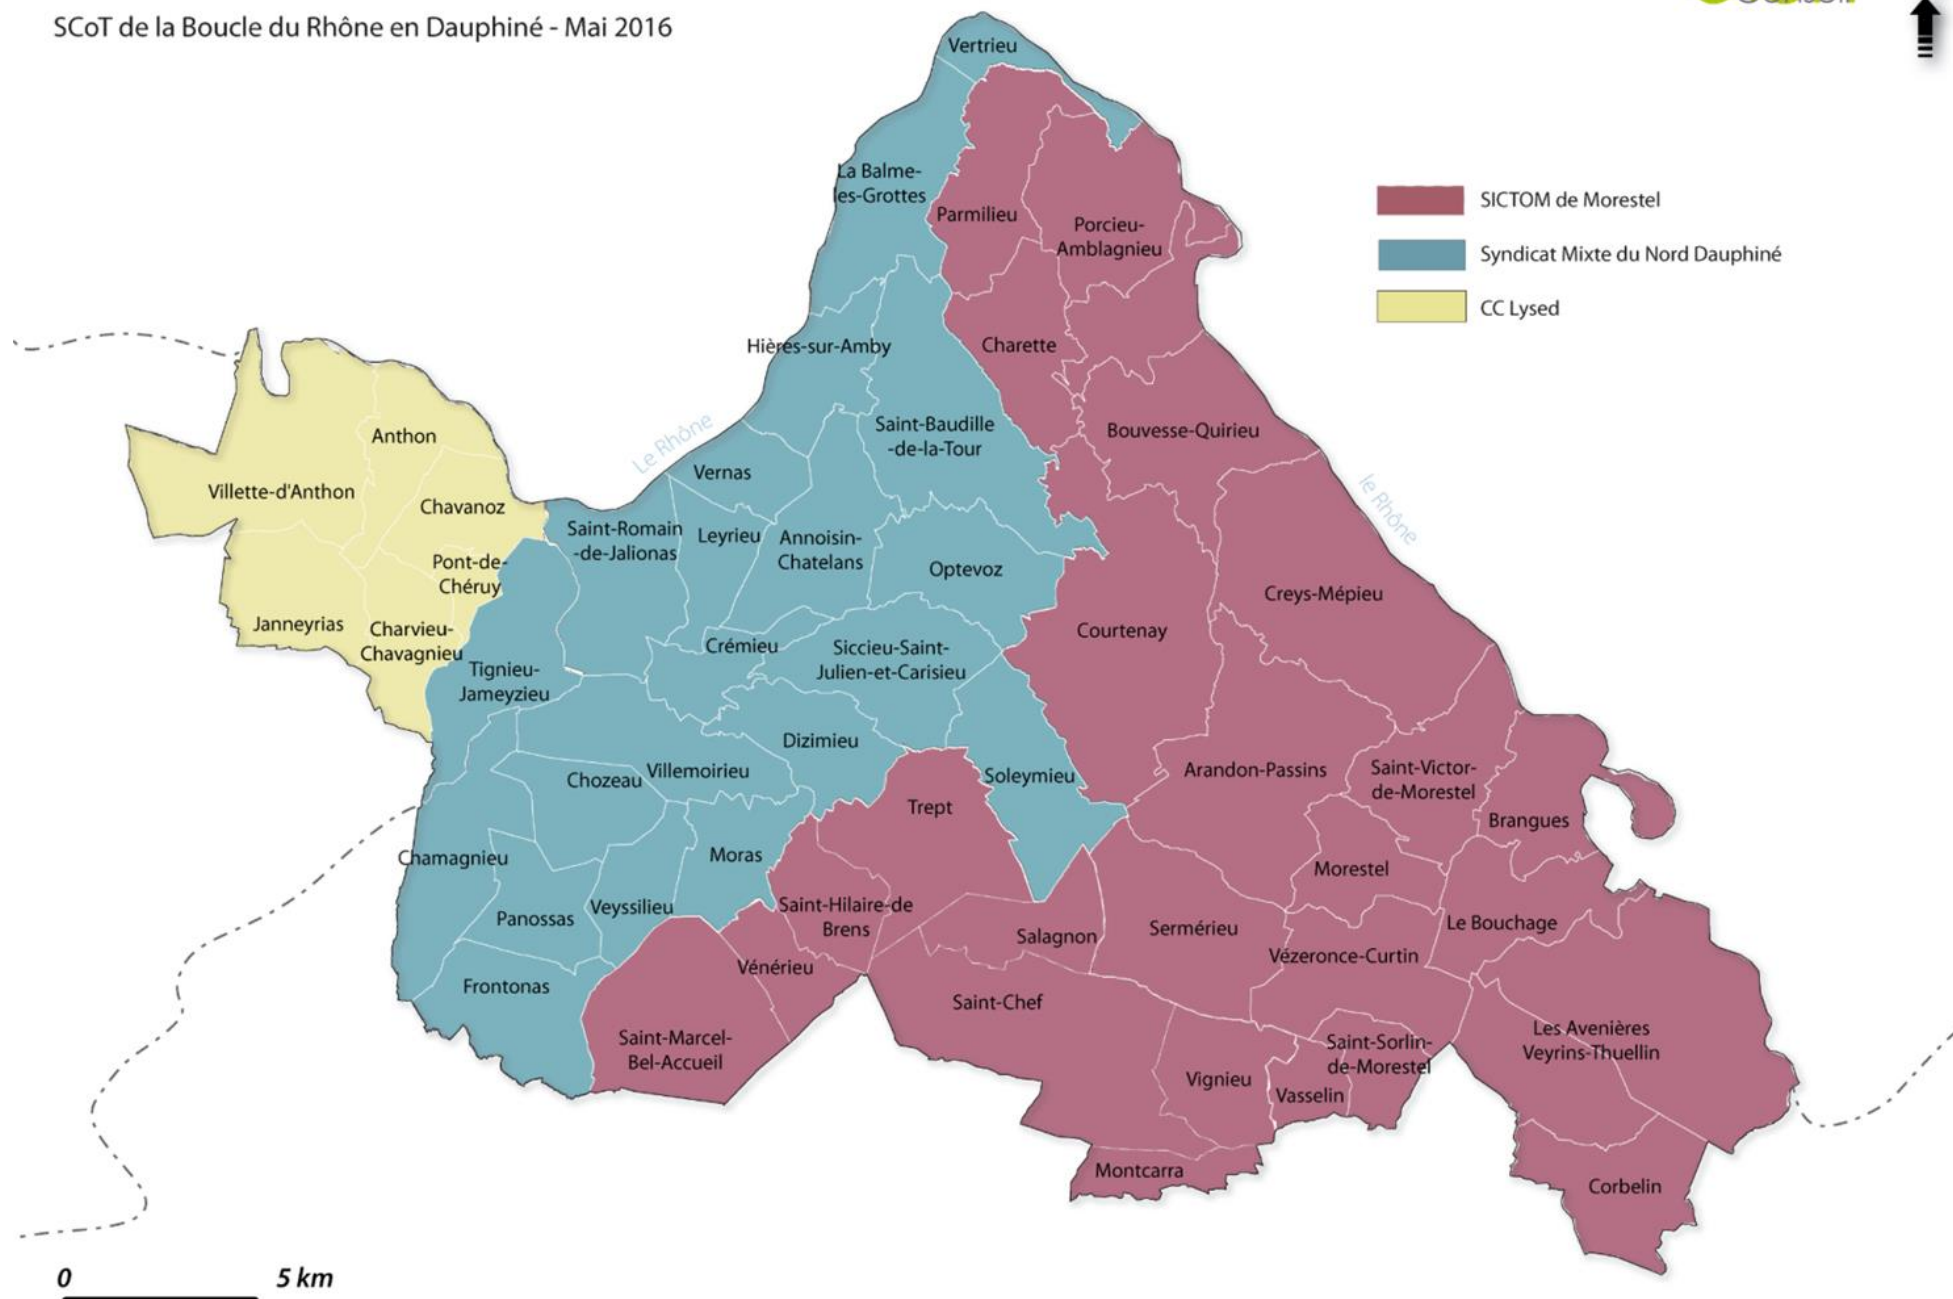 SCoT de la Boucle du Rhône en Dauphiné - Mai 2016
Vertrieu
La Balme-
les-Grottes
Parmilieu
Porcieu-
Amblagnieu
SICTOM de Morestel
Syndicat Mixte du Nord Dauphiné
CC Lysed
Hières-sur-Amby
Charette
Anthon
Le Rhône
Saint-Baudille
-de-la-Tour
Bouvesse-Quirieu
Villette-d'Anthon
Chavanoz
Vernas
le Rhône
Saint-Romain
-de-Jalionas
Leyrieu
Annoisin-
Chatelans
Optevoz
Pont-de-
Chéruy
Creys-Mépieu
Janneyrias
Charvieu-
Chavagnieu
Crémieu
Siccieu-Saint-
Julien-et-Carisieu
Courtenay
Tignieu-
Jameyzieu
Dizimieu
Chozeau
Villemoirieu
Soleymieu
Arandon-Passins
Saint-Victor-
de-Morestel
Trept
Brangues
Chamagnieu
Moras
Morestel
Panossas
Veyssilieu
Saint-Hilaire-de
Brens
Salagnon
Sermérieu
Le Bouchage
Vézeronce-Curtin
Vénérieu
Frontonas
Saint-Chef
Saint-Marcel-
Bel-Accueil
Saint-Sorlin-
de-Morestel
Les Avenières
Veyrins-Thuellin
Vignieu
Vasselin
Montcarra
Corbelin
0 5 km